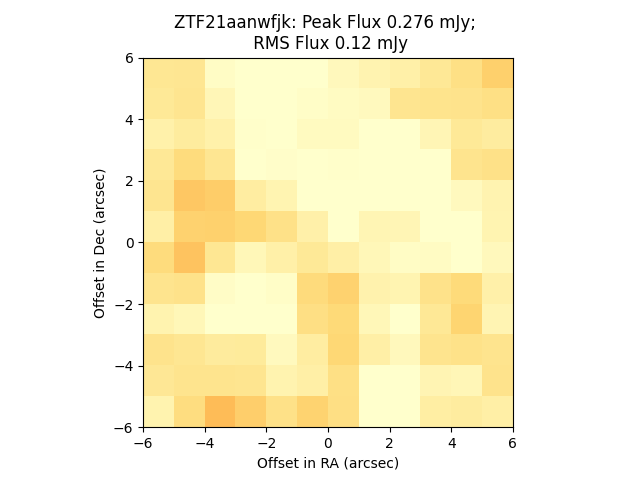 ZTF21aanwfjk: Peak Flux 0.276 mJy;
RMS Flux 0.12 mJy
6
4
2
0
−2
−4
−6
Offset in Dec (arcsec)
−6 −4 −2 0 2 4 6
Offset in RA (arcsec)